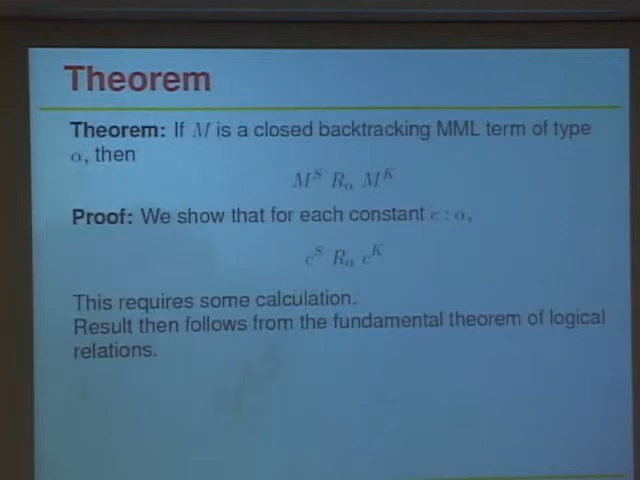 Theorem
Theorem: If M is a closed backtracking MML term of type
α, then
M^S R_α M^K
Proof: We show that for each constant c : α,
c^S R_α c^K
This requires some calculation.
Result then follows from the fundamental theorem of logical
relations.